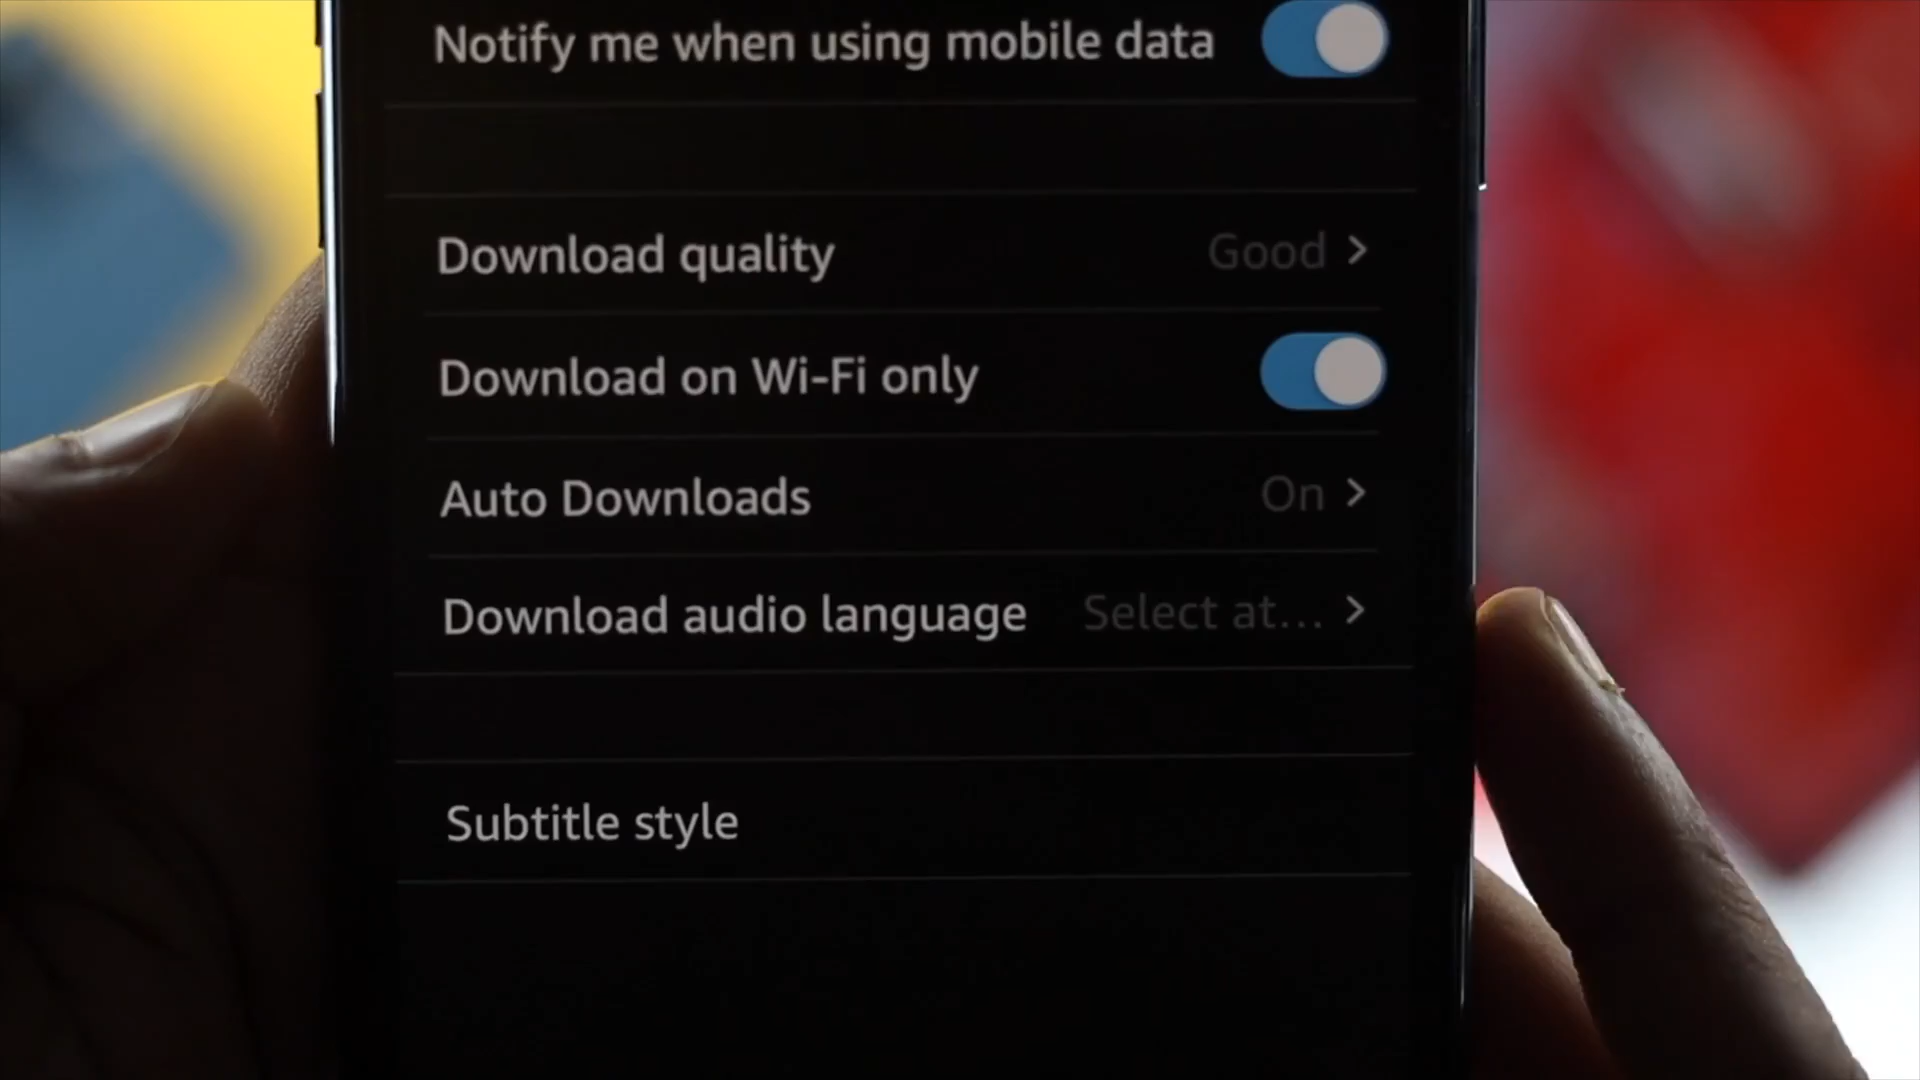 Notify me when using mobile data
Download quality Good >
Download on Wi-Fi only
Auto Downloads On >
Download audio language Select at... >
Subtitle style